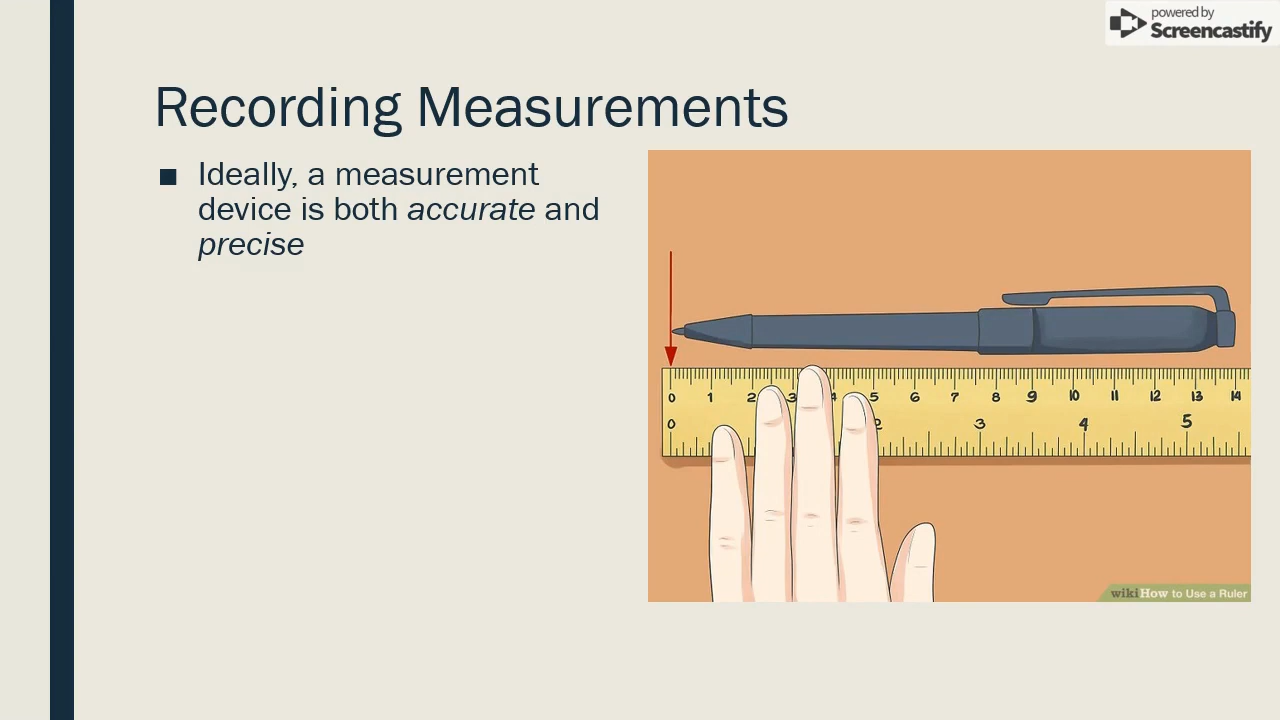 powered by
Screencastify
Recording Measurements
■ Ideally, a measurement
device is both accurate and
precise
0 1 2 3 4 5 6 7 8 9 10 11 12 13 14
0 2 3 4 5
wikiHow to Use a Ruler